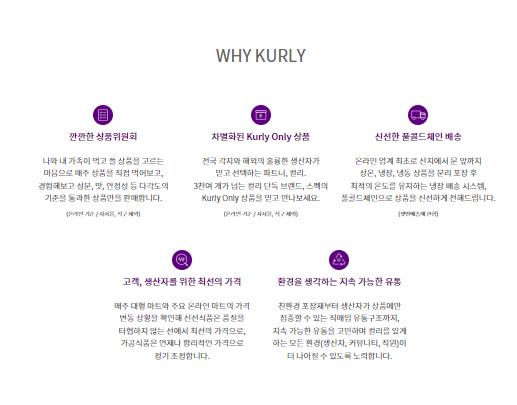 WHY KURLY
깐깐한 상품위원회
나와 내 가족이 먹고 쓸 상품을 고르는
마음으로 매주 상품을 직접 먹어보고,
경험해보고 성분, 맛, 안정성 등 다각도의
기준을 통과한 상품만을 판매합니다.
(온라인 기준 / 자사몰, 직구 제외)
차별화된 Kurly Only 상품
전국 각지와 해외의 훌륭한 생산자가
믿고 선택하는 파트너, 컬리.
3천여 개가 넘는 컬리 단독 브랜드, 스펙의
Kurly Only 상품을 믿고 만나보세요.
(온라인 기준 / 자사몰, 직구 제외)
신선한 풀콜드체인 배송
온라인 업계 최초로 산지에서 문 앞까지
상온, 냉장, 냉동 상품을 분리 포장 후
최적의 온도를 유지하는 냉장 배송 시스템,
풀콜드체인으로 상품을 신선하게 전해드립니다.
(샛별배송에 한함)
고객, 생산자를 위한 최선의 가격
매주 대형 마트와 주요 온라인 마트의 가격
변동 상황을 확인해 신선식품은 품질을
타협하지 않는 선에서 최선의 가격으로,
가공식품은 언제나 합리적인 가격으로
정기 조정합니다.
환경을 생각하는 지속 가능한 유통
친환경 포장재부터 생산자가 상품에만
집중할 수 있는 직매입 유통구조까지,
지속 가능한 유통을 고민하며 컬리를 있게
하는 모든 환경(생산자, 커뮤니티, 직원)이
더 나아질 수 있도록 노력합니다.